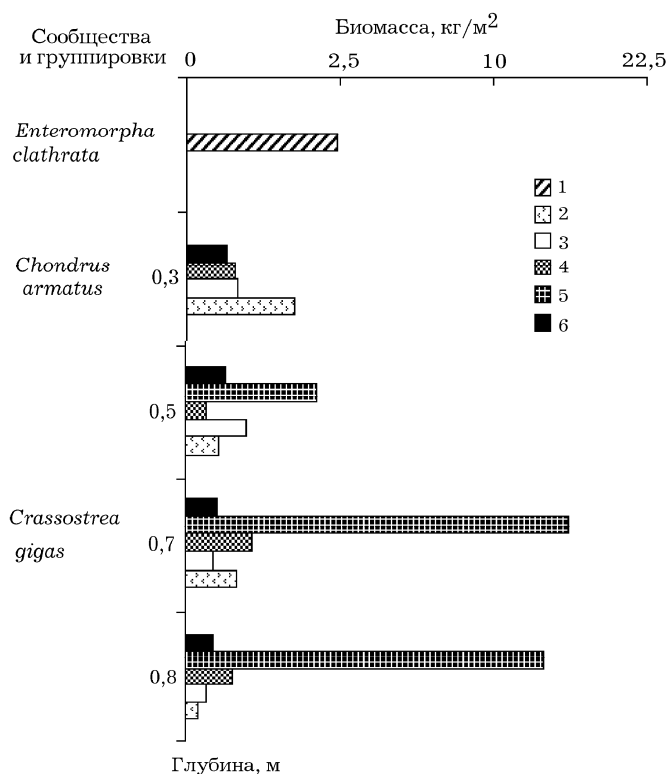 Биомасса, кг/м2
Сообщества
и группировки
0 2,5 10 22,5
Enteromorpha
clathrata
1
2
3
4
5
6
Chondrus
armatus
0,3
0,5
Crassostrea
gigas
0,7
0,8
Глубина, м